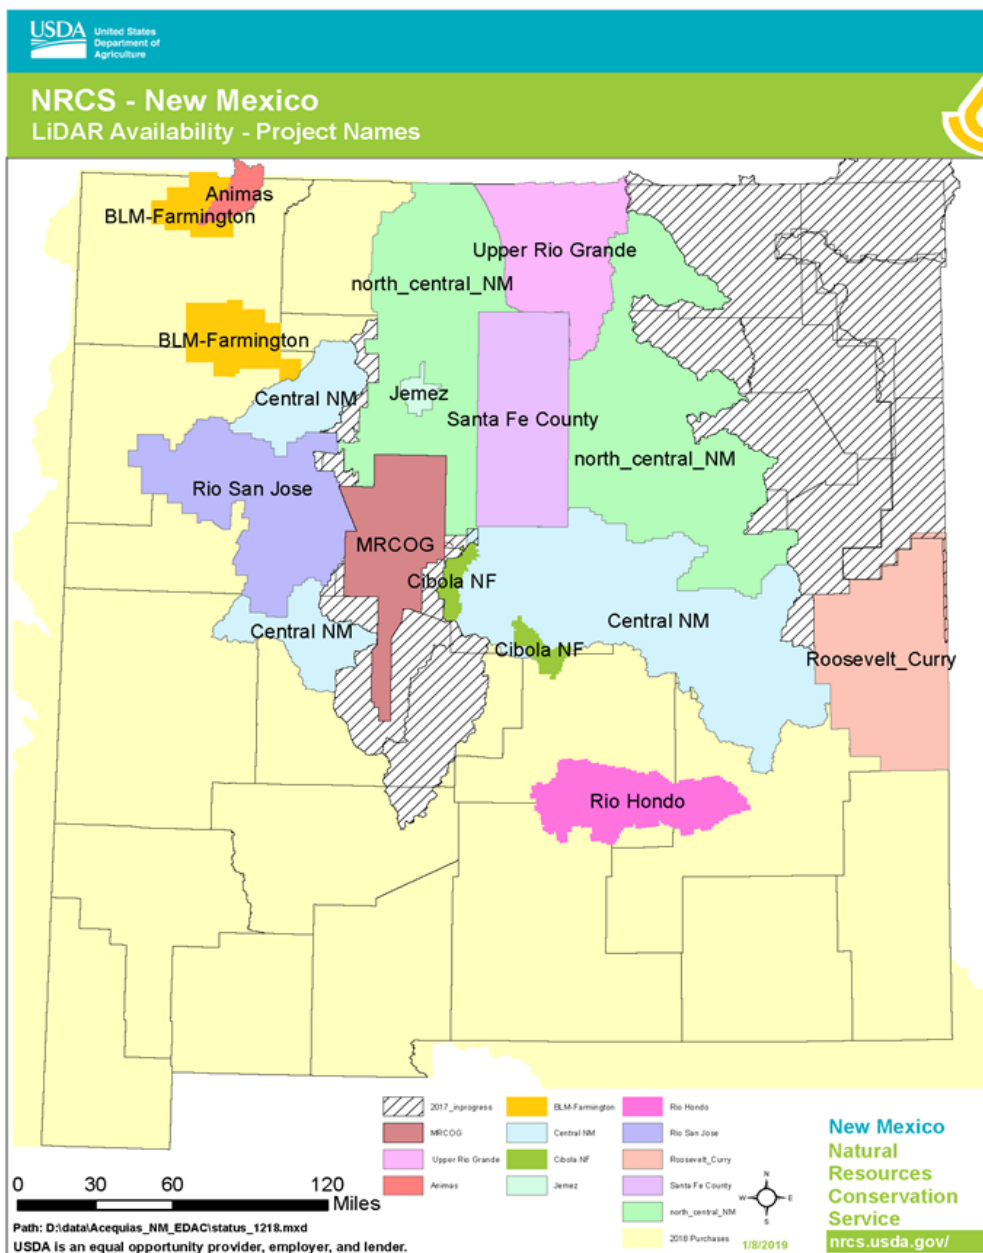 USDA
United States
Department of
Agriculture
NRCS - New Mexico
LiDAR Availability - Project Names
Animas
BLM-Farmington
Upper Rio Grande
north_central_NM
BLM-Farmington
Jemez
Central NM
Santa Fe County
north_central_NM
Rio San Jose
MRCOG
Cibola NF
Central NM
Central NM
Cibola NF
Roosevelt_Curry
Rio Hondo
2017_inprogress
BLM-Farmington
Rio Hondo
MRCOG
Central NM
Rio San Jose
Upper Rio Grande
Cibola NF
Roosevelt_Curry
Animas
Jemez
Santa Fe County
north_central_NM
2018 Purchases
N
W
E
S
0 30 60 120
Miles
Path: D:\data\Acequias_NM_EDAC\status_1218.mxd
USDA is an equal opportunity provider, employer, and lender.
1/8/2019
New Mexico
Natural
Resources
Conservation
Service
nrcs.usda.gov/